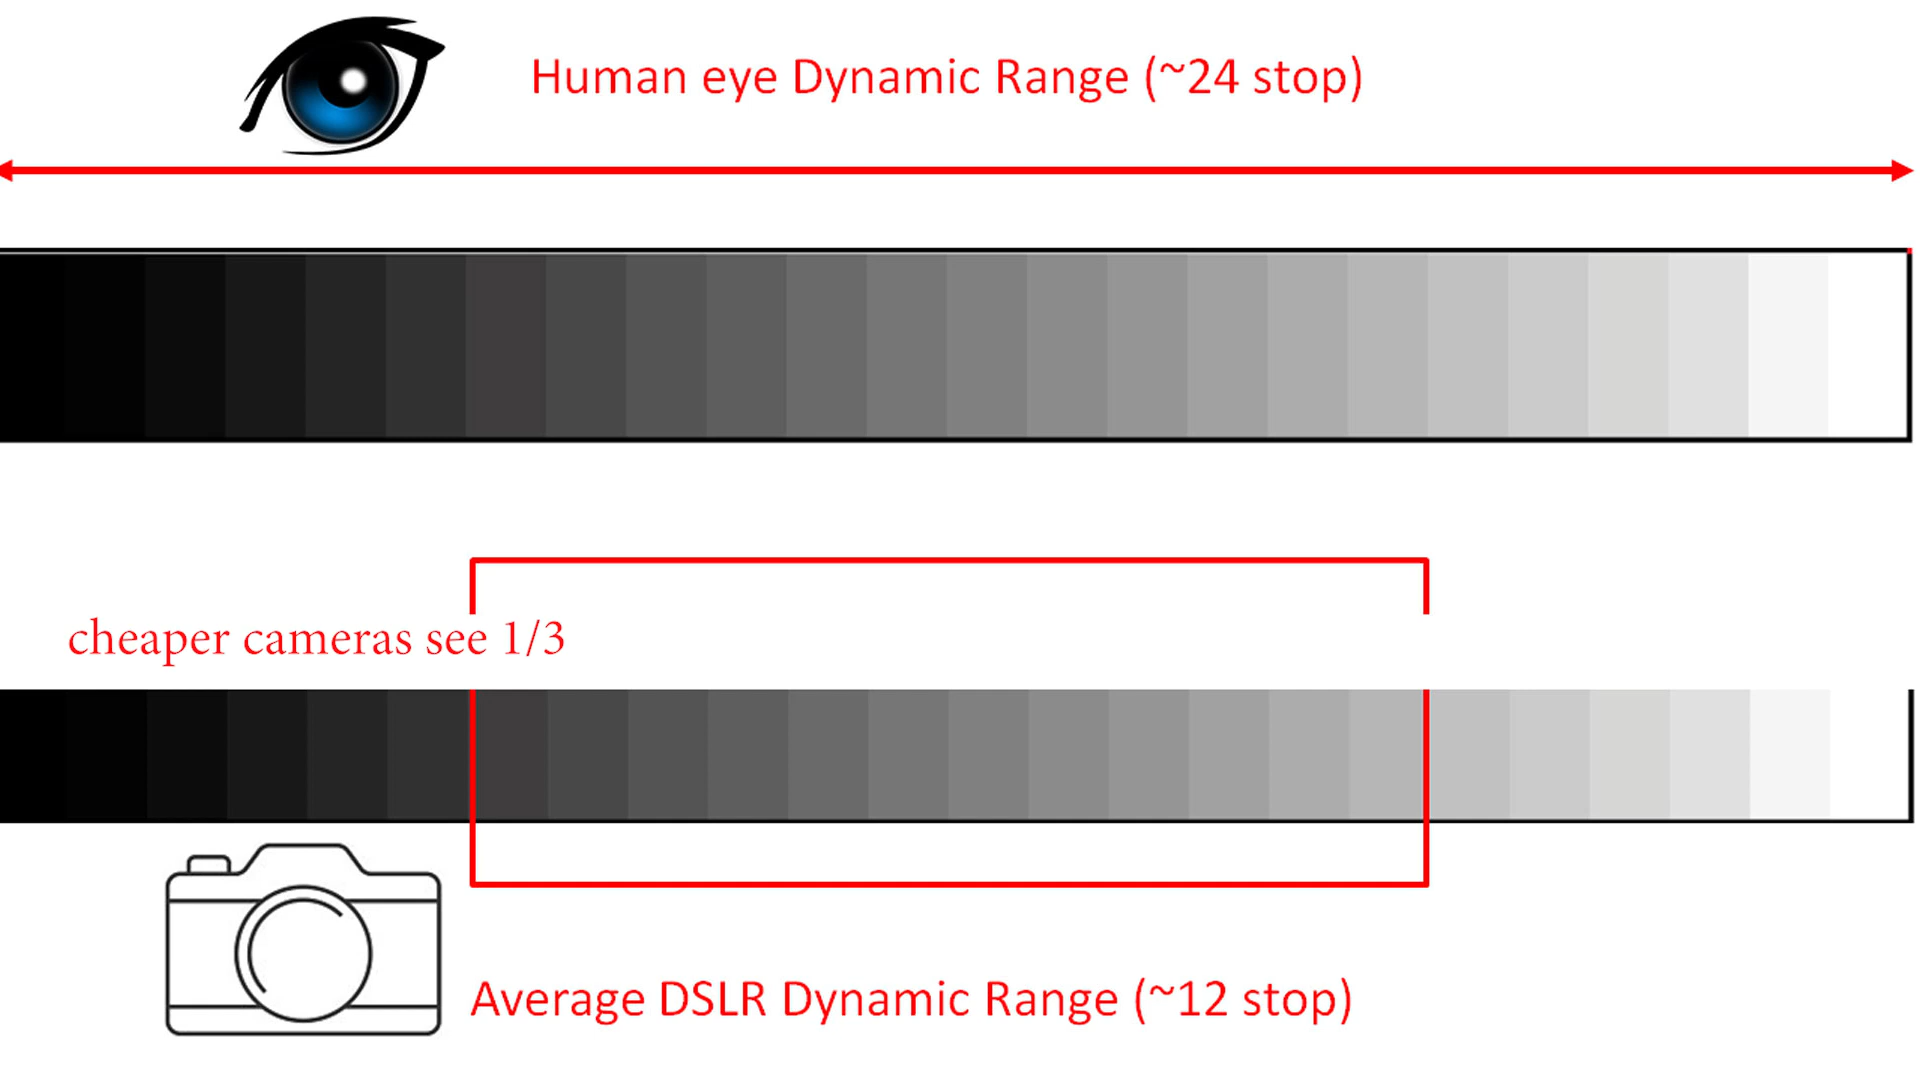 Human eye Dynamic Range (~24 stop)
cheaper cameras see 1/3
Average DSLR Dynamic Range (~12 stop)